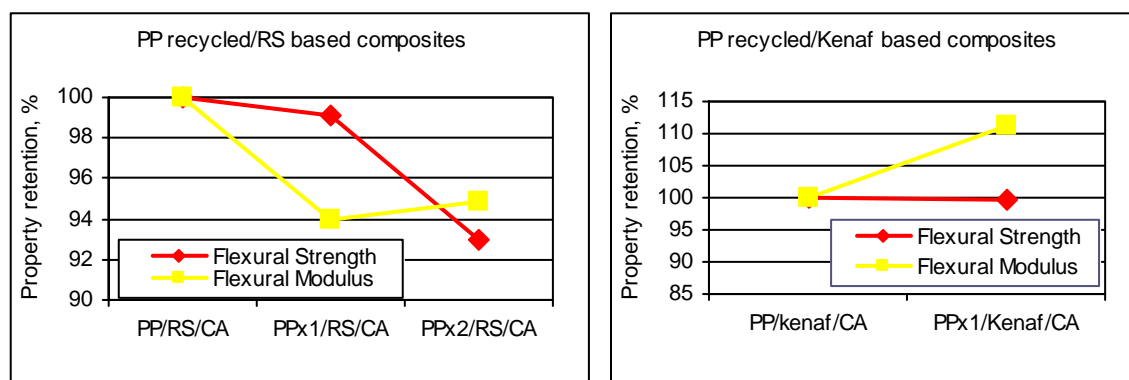 PP recycled/RS based composites
Property retention, %
100
98
96
94
92
90
Flexural Strength
Flexural Modulus
PP/RS/CA PPx1/RS/CA PPx2/RS/CA
PP recycled/Kenaf based composites
Property retention, %
115
110
105
100
95
90
85
Flexural Strength
Flexural Modulus
PP/kenaf/CA PPx1/Kenaf/CA